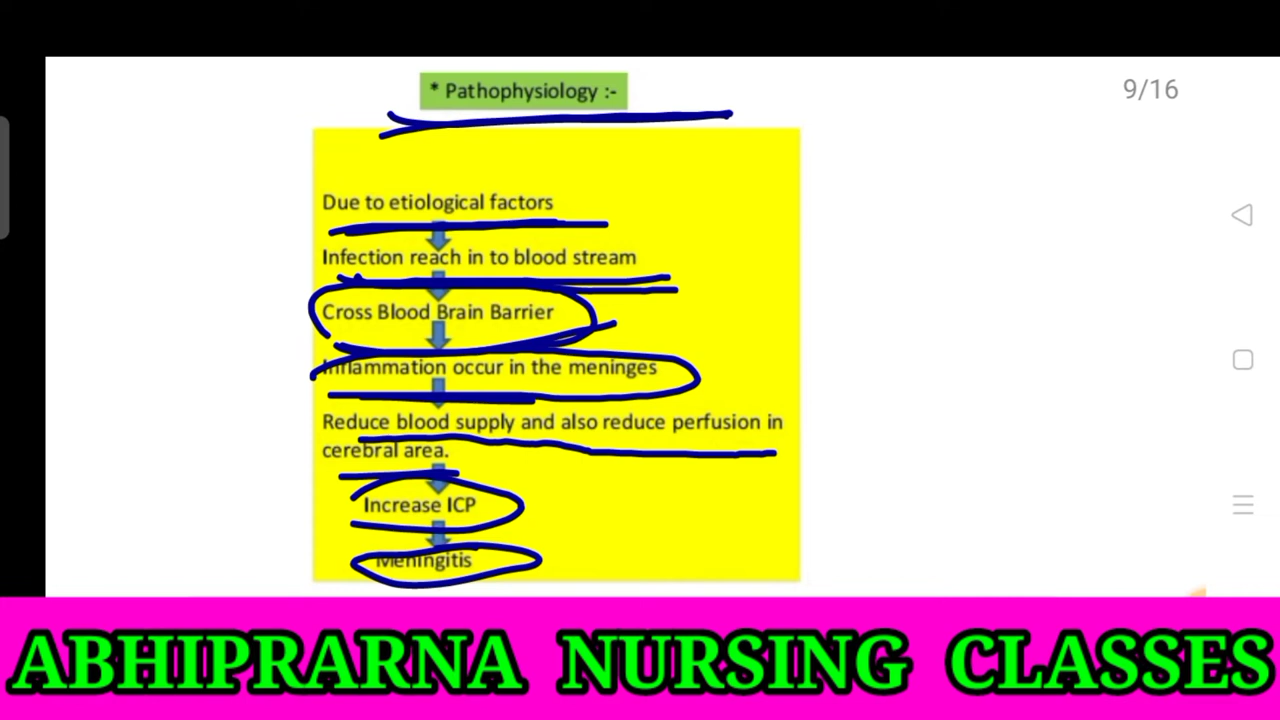 * Pathophysiology :-
9/16
Due to etiological factors
Infection reach in to blood stream
Cross Blood Brain Barrier
Inflammation occur in the meninges
Reduce blood supply and also reduce perfusion in
cerebral area.
Increase ICP
Meningitis
ABHIPRARNA NURSING CLASSES